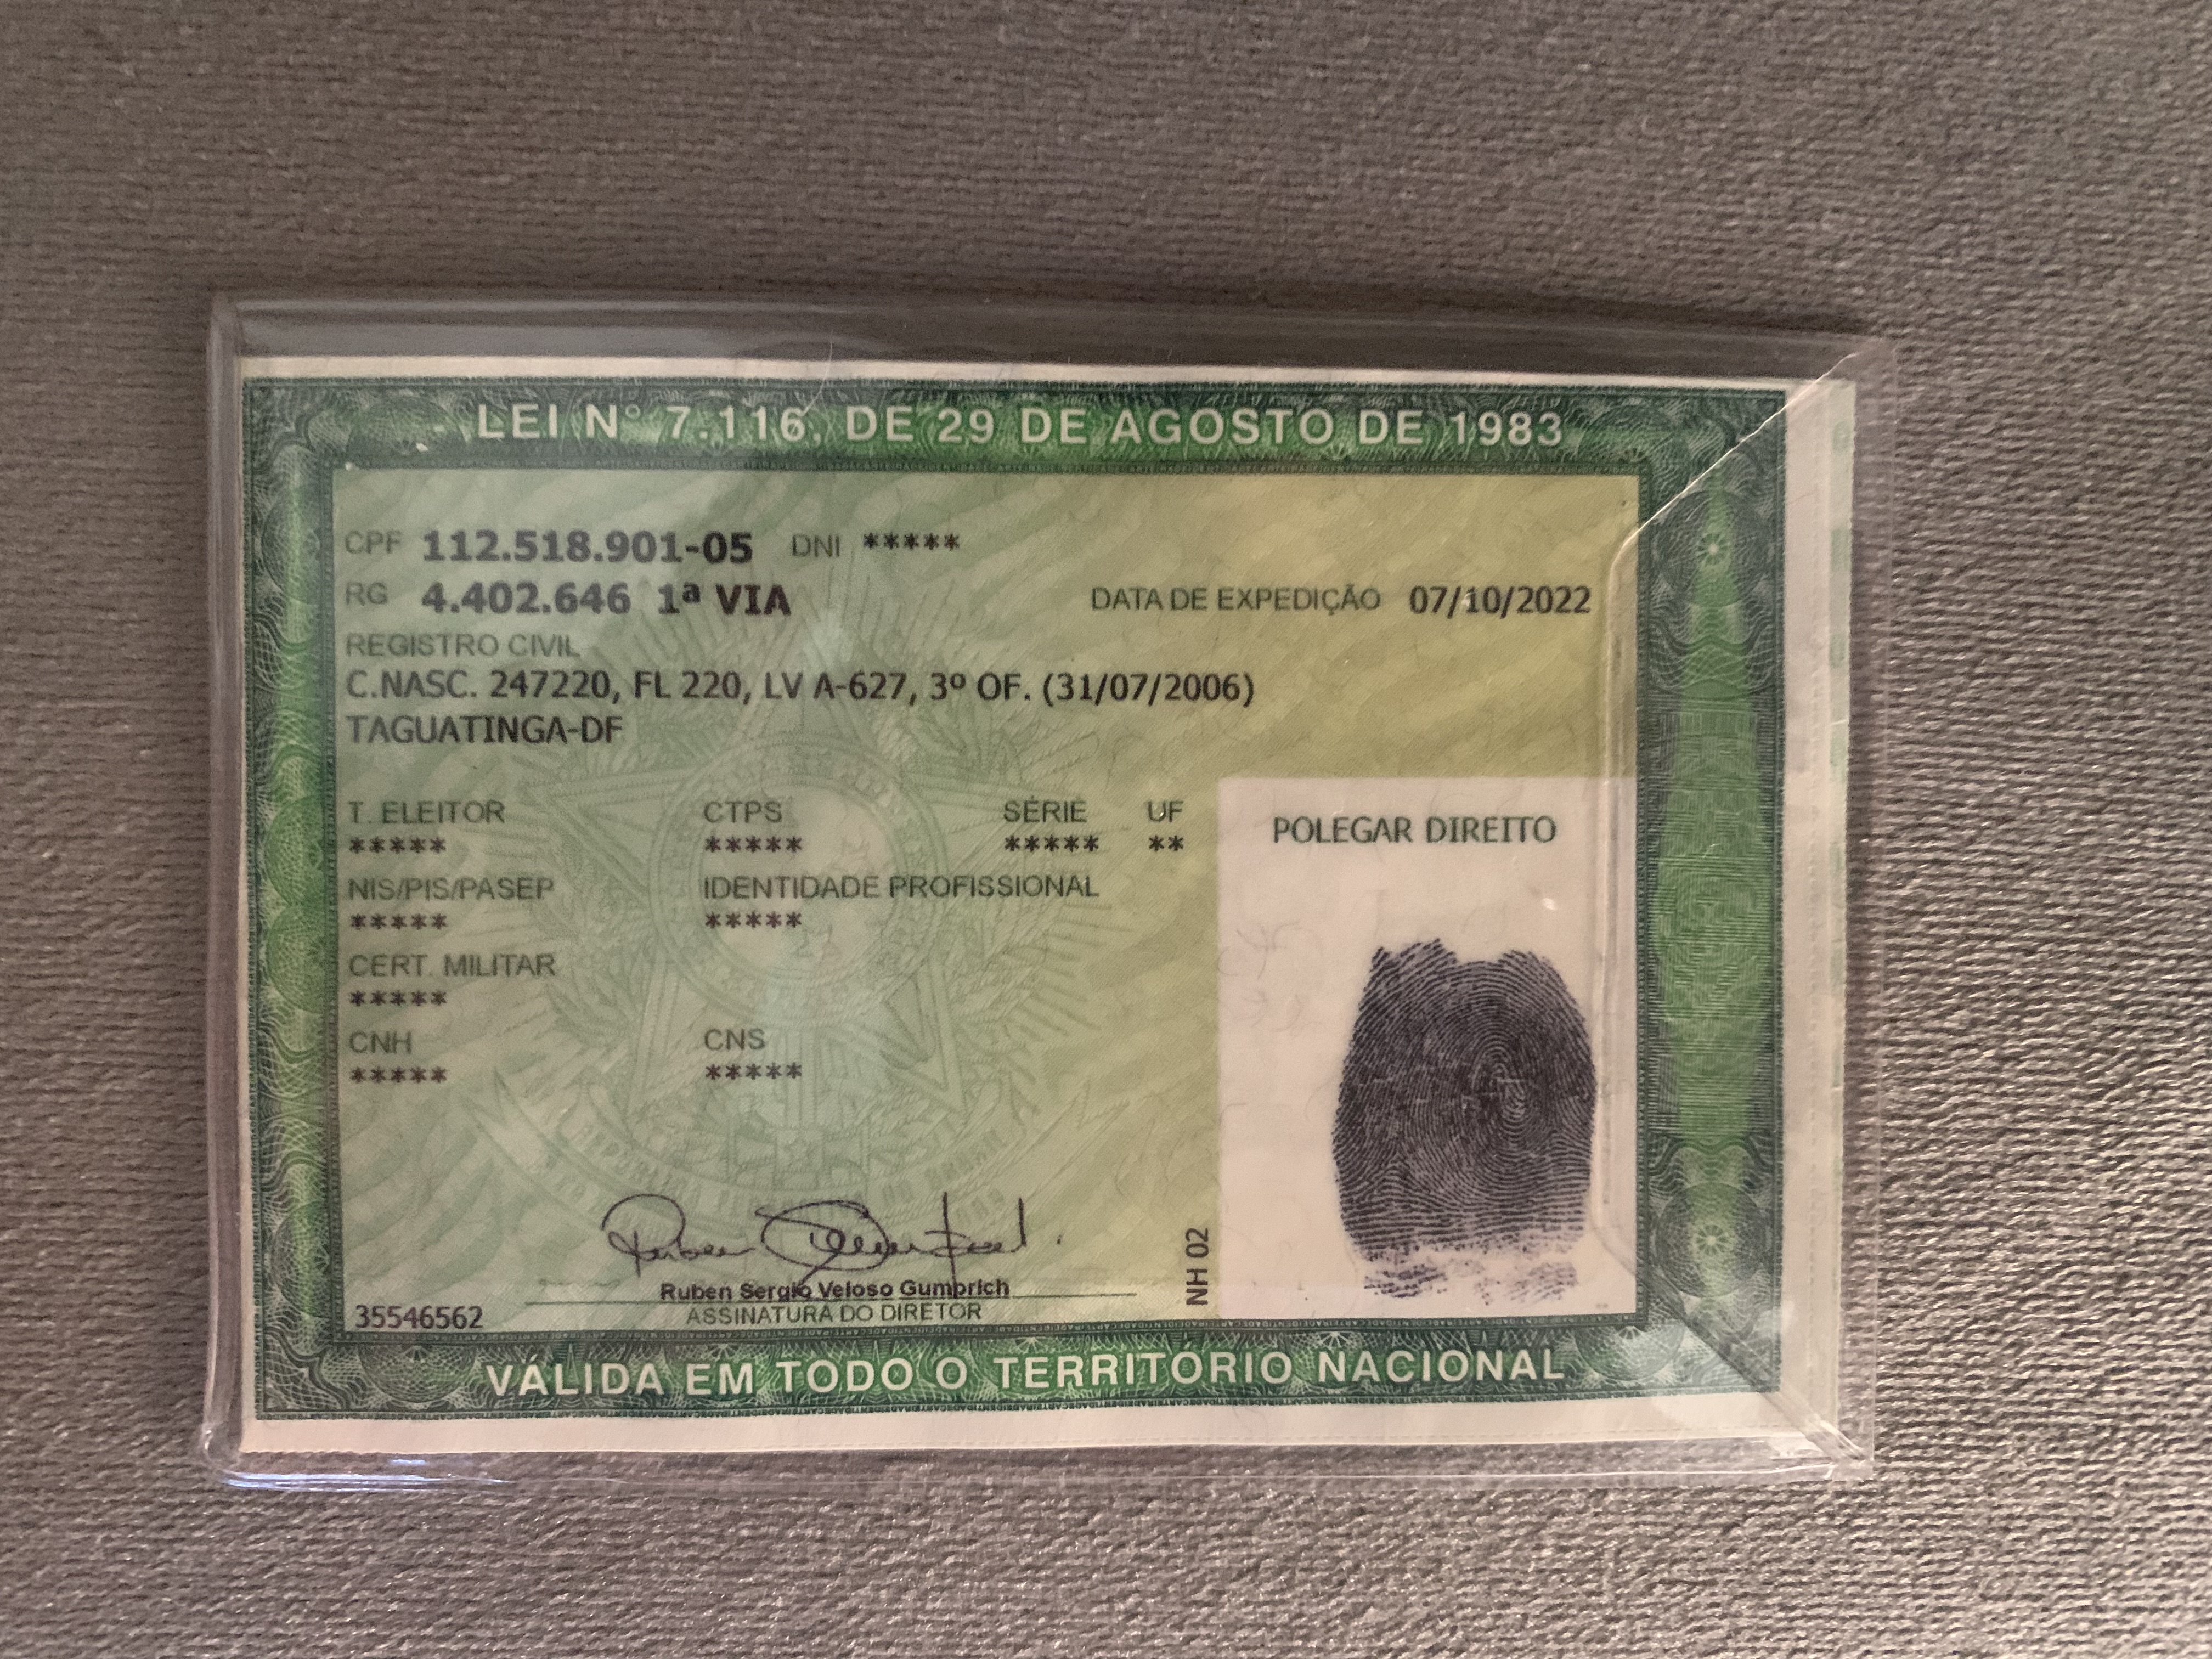 LEI Nº 7.116, DE 29 DE AGOSTO DE 1983
CPF 112.518.901-05 DNI *****
RG 4.402.646 1ª VIA DATA DE EXPEDIÇÃO 07/10/2022
REGISTRO CIVIL
C.NASC. 247220, FL 220, LV A-627, 3º OF. (31/07/2006)
TAGUATINGA-DF
T. ELEITOR CTPS SÉRIE UF
***** ***** ***** **
NIS/PIS/PASEP IDENTIDADE PROFISSIONAL
***** *****
CERT. MILITAR
*****
CNH CNS
***** *****
POLEGAR DIREITO
NH 02
Ruben Sergio Veloso Gumprich
ASSINATURA DO DIRETOR
35546562
VÁLIDA EM TODO O TERRITÓRIO NACIONAL